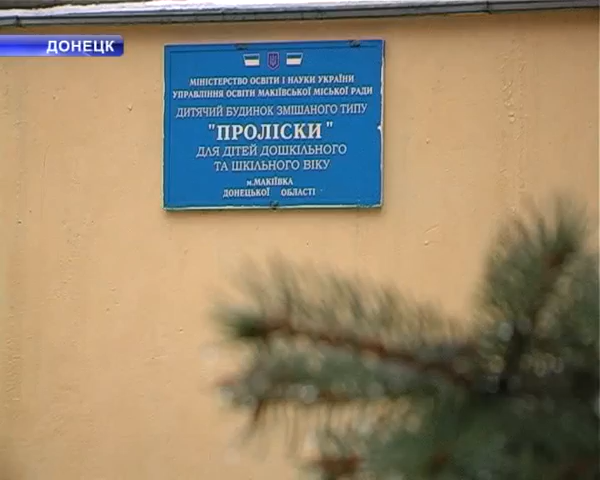 ДОНЕЦК
МІНІСТЕРСТВО ОСВІТИ І НАУКИ УКРАЇНИ
УПРАВЛІННЯ ОСВІТИ МАКІЇВСЬКОЇ МІСЬКОЇ РАДИ
ДИТЯЧИЙ БУДИНОК ЗМІШАНОГО ТИПУ
"ПРОЛІСКИ"
ДЛЯ ДІТЕЙ ДОШКІЛЬНОГО
ТА ШКІЛЬНОГО ВІКУ
м.МАКІЇВКА
ДОНЕЦЬКОЇ ОБЛАСТІ